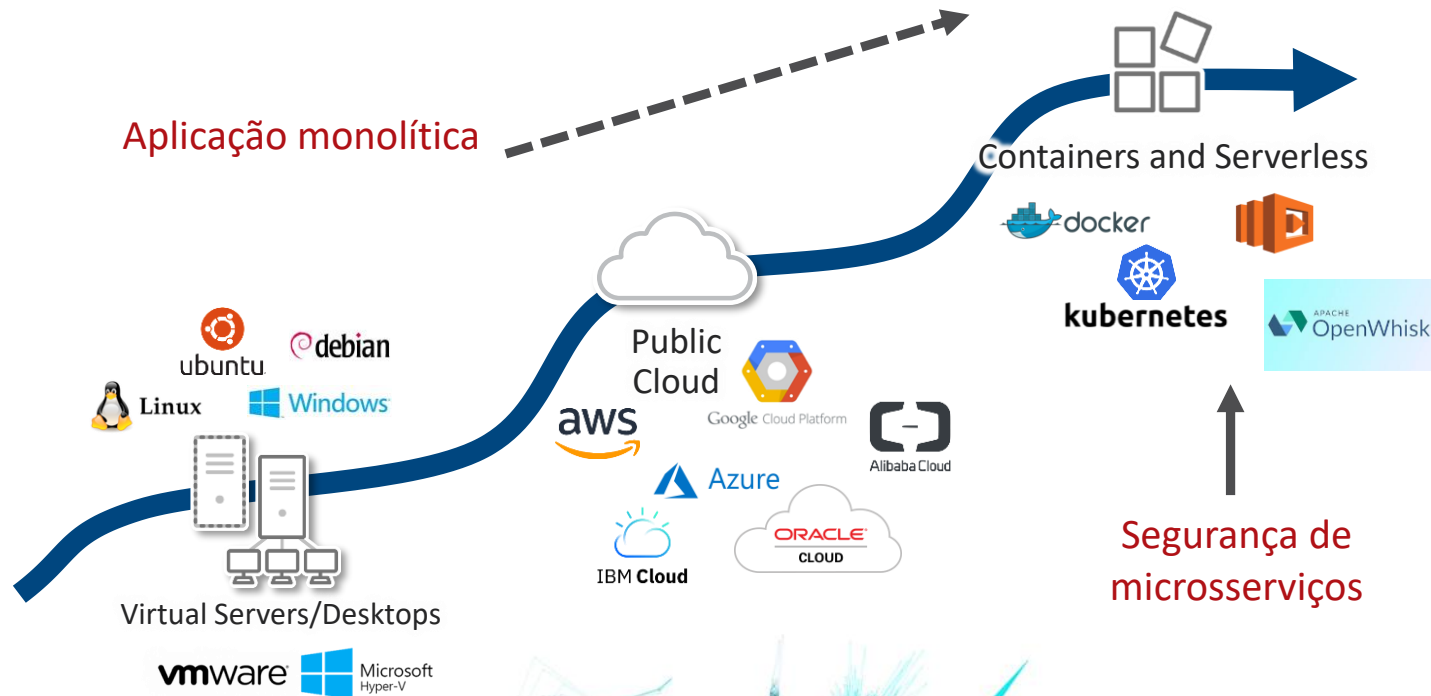 Aplicação monolítica
Containers and Serverless
docker
kubernetes
APACHE
OpenWhisk
Public
Cloud
Google Cloud Platform
aws
Alibaba Cloud
Azure
IBM Cloud
ORACLE
CLOUD
ubuntu
debian
Linux
Windows
Virtual Servers/Desktops
vmware
Microsoft
Hyper-V
Segurança de
microsserviços